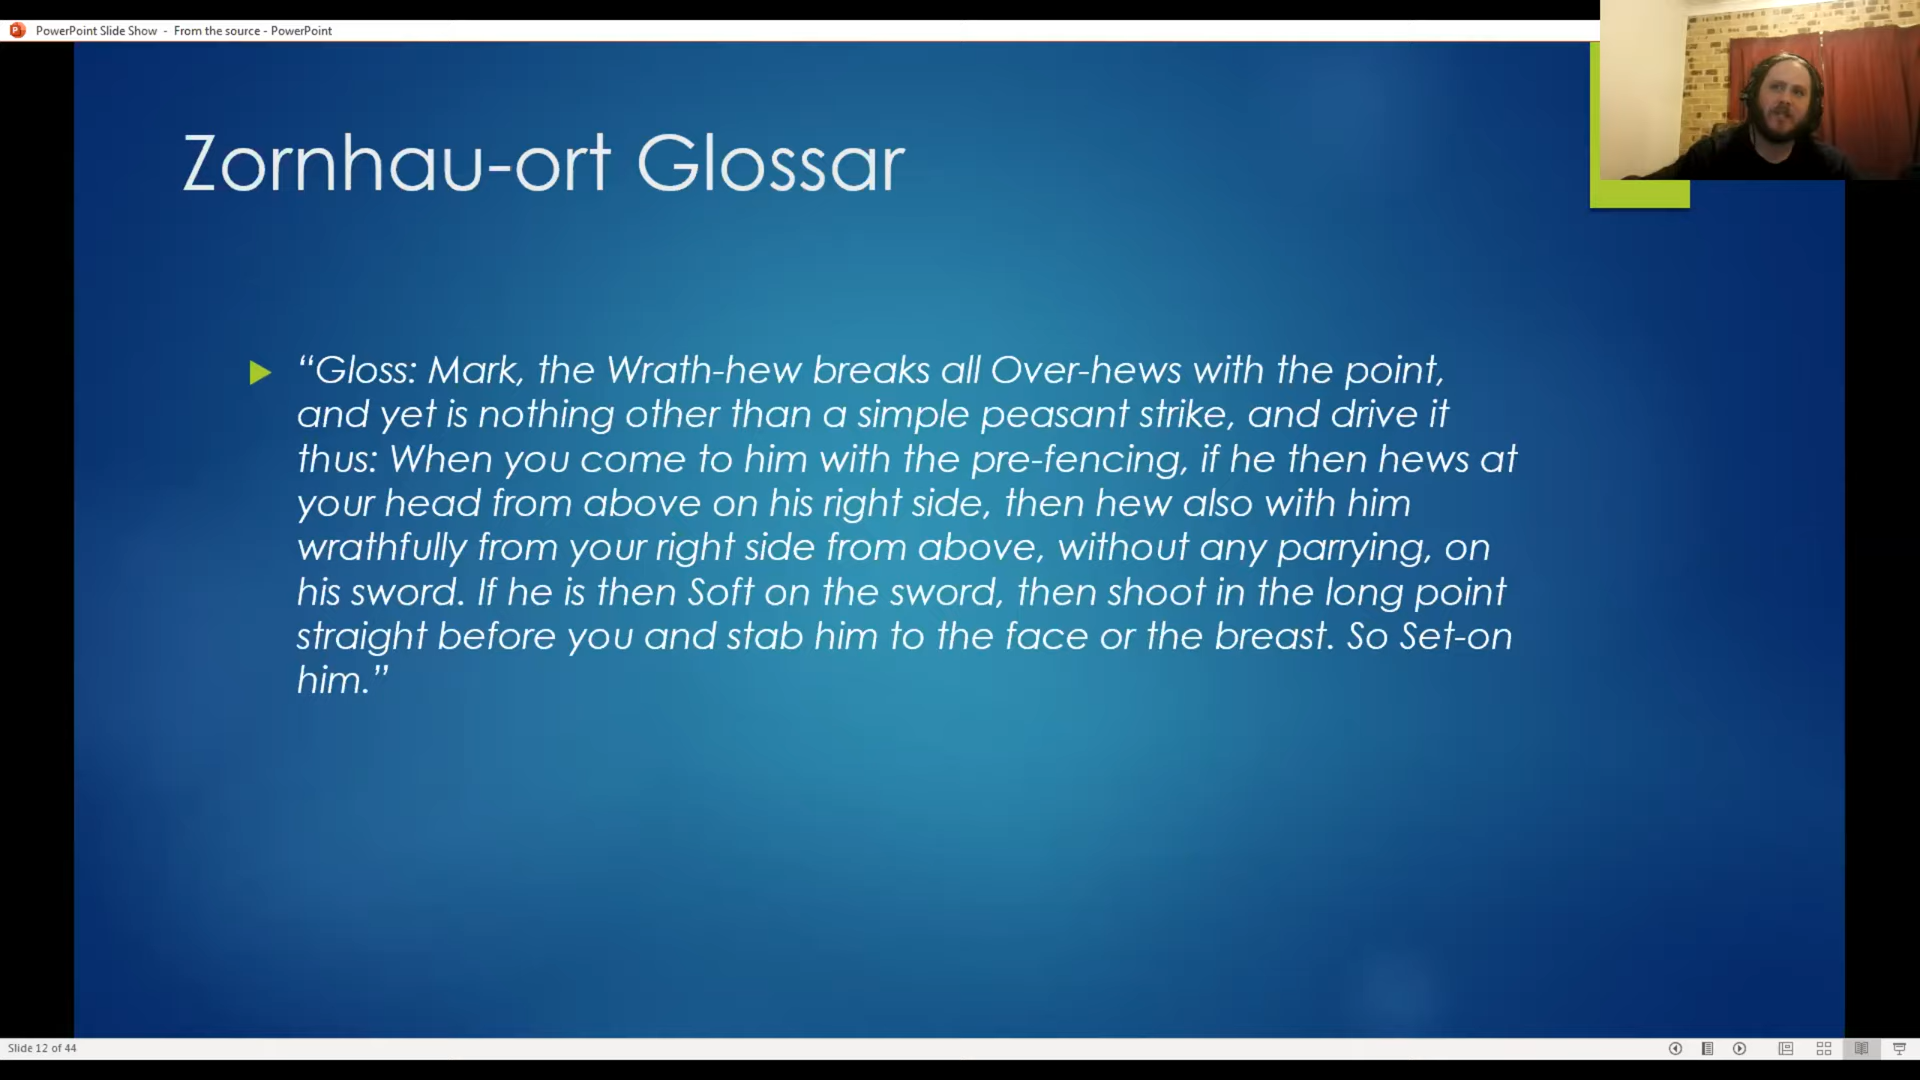 PowerPoint Slide Show - From the source - PowerPoint
Zornhau-ort Glossar
“Gloss: Mark, the Wrath-hew breaks all Over-hews with the point,
and yet is nothing other than a simple peasant strike, and drive it
thus: When you come to him with the pre-fencing, if he then hews at
your head from above on his right side, then hew also with him
wrathfully from your right side from above, without any parrying, on
his sword. If he is then Soft on the sword, then shoot in the long point
straight before you and stab him to the face or the breast. So Set-on
him.”
Slide 12 of 44